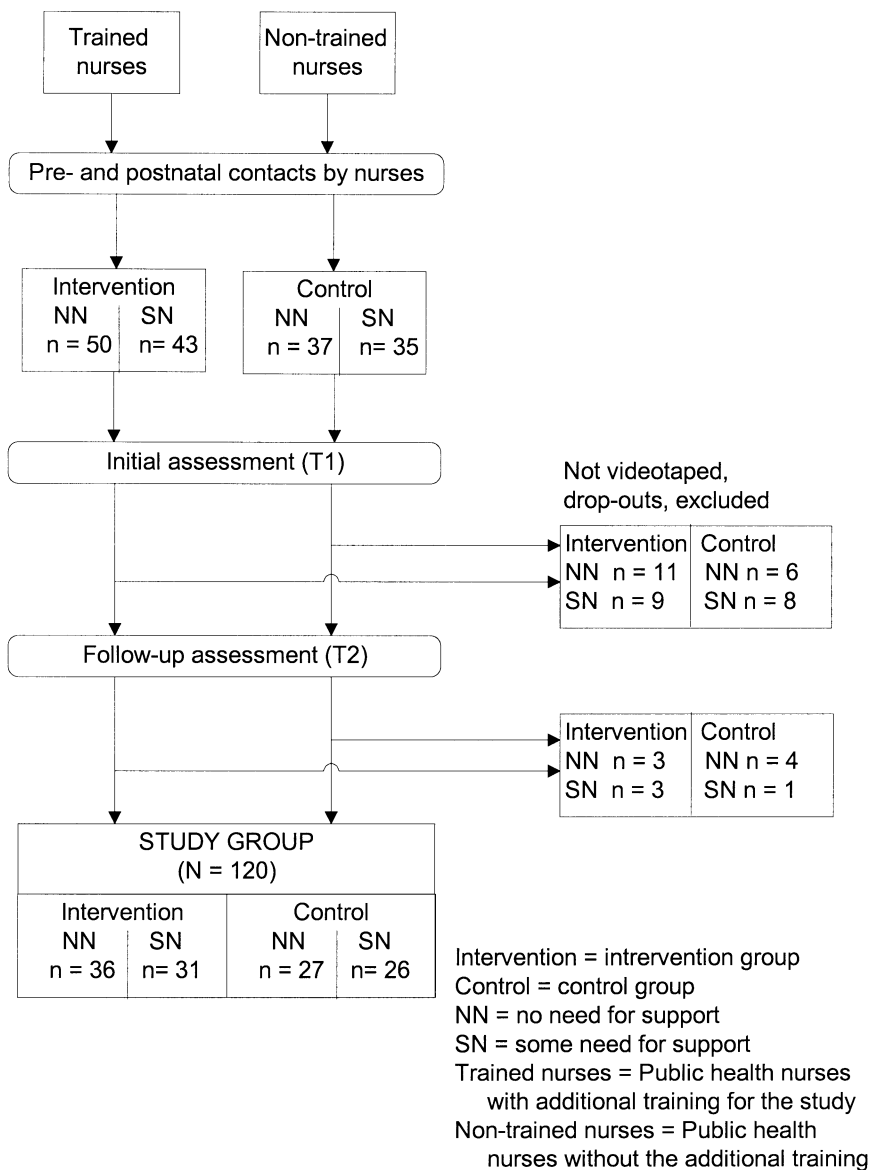 Trained
nurses
Non-trained
nurses
Pre- and postnatal contacts by nurses
Intervention
NN SN
n = 50 n= 43
Control
NN SN
n = 37 n= 35
Initial assessment (T1)
Not videotaped,
drop-outs, excluded
Intervention Control
NN n = 11 NN n = 6
SN n = 9 SN n = 8
Follow-up assessment (T2)
Intervention Control
NN n = 3 NN n = 4
SN n = 3 SN n = 1
STUDY GROUP
(N = 120)
Intervention Control
NN SN NN SN
n = 36 n= 31 n = 27 n= 26
Intervention = intrervention group
Control = control group
NN = no need for support
SN = some need for support
Trained nurses = Public health nurses
with additional training for the study
Non-trained nurses = Public health
nurses without the additional training